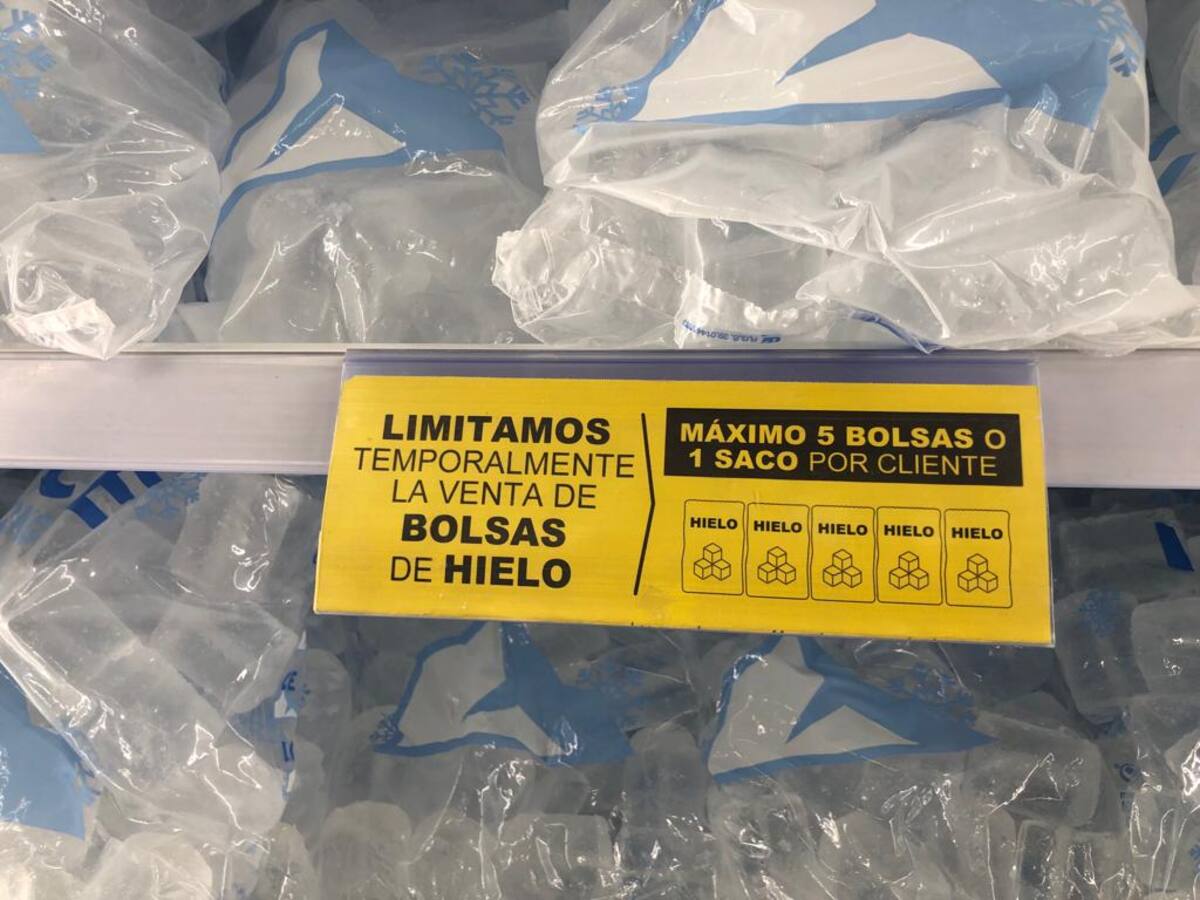 LIMITAMOS
TEMPORALMENTE
LA VENTA DE
BOLSAS
DE HIELO
MÁXIMO 5 BOLSAS O
1 SACO POR CLIENTE
HIELO
HIELO
HIELO
HIELO
HIELO